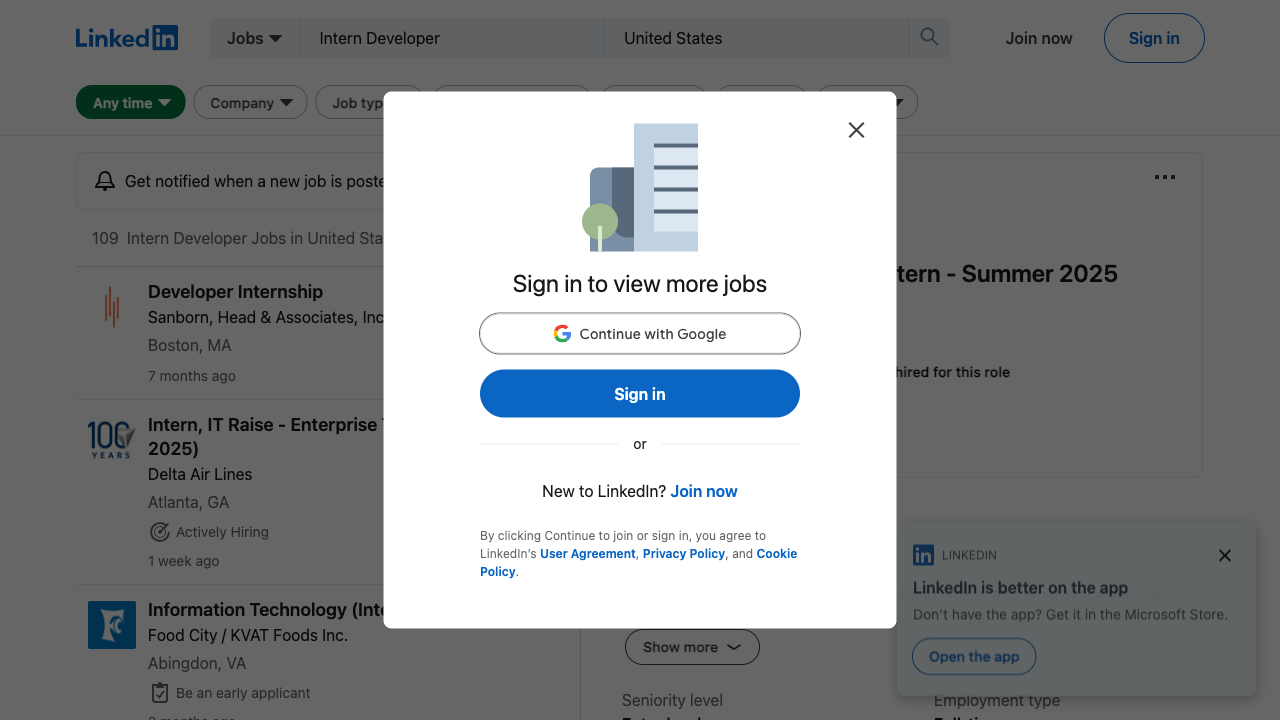 Linked in
Jobs
Intern Developer
United States
Join now
Sign in
Any time
Company
Job typ
Get notified when a new job is poste
109 Intern Developer Jobs in United Sta
Developer Internship
Sanborn, Head & Associates, Inc
Boston, MA
7 months ago
100
YEARS
Intern, IT Raise - Enterprise
2025)
Delta Air Lines
Atlanta, GA
Actively Hiring
1 week ago
Information Technology (Inte
Food City / KVAT Foods Inc.
Abingdon, VA
Be an early applicant
Sign in to view more jobs
Continue with Google
Sign in
or
New to LinkedIn? Join now
By clicking Continue to join or sign in, you agree to
LinkedIn's User Agreement, Privacy Policy, and Cookie
Policy.
tern - Summer 2025
hired for this role
Show more
Seniority level
Employment type
LINKEDIN
LinkedIn is better on the app
Don't have the app? Get it in the Microsoft Store.
Open the app